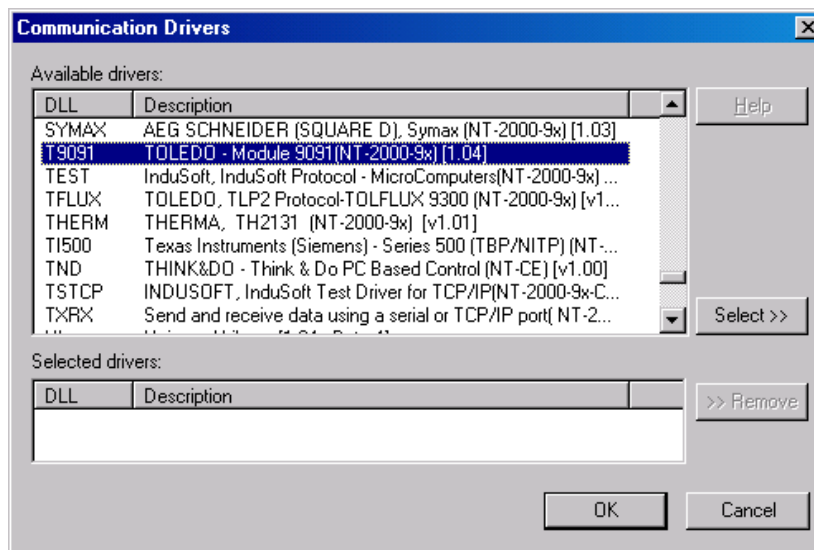 Communication Drivers
Available drivers:
DLL Description
Help
SYMAX AEG SCHNEIDER (SQUARE D), Symax (NT-2000-9x) [1.03]
T9091 TOLEDO - Module 9091(NT-2000-9x) [1.04]
TEST InduSoft, InduSoft Protocol - MicroComputers(NT-2000-9x) ...
TFLUX TOLEDO, TLP2 Protocol-TOLFLUX 9300 (NT-2000-9x) [v1...
THERM THERMA, TH2131 (NT-2000-9x) [v1.01]
TI500 Texas Instruments (Siemens) - Series 500 (TBP/NITP) (NT-...
TND THINK&DO - Think & Do PC Based Control (NT-CE) [v1.00]
TSTCP INDUSOFT, InduSoft Test Driver for TCP/IP(NT-2000-9x-C...
TXRX Send and receive data using a serial or TCP/IP port( NT-2...
Select >>
Selected drivers:
DLL Description
>> Remove
OK Cancel